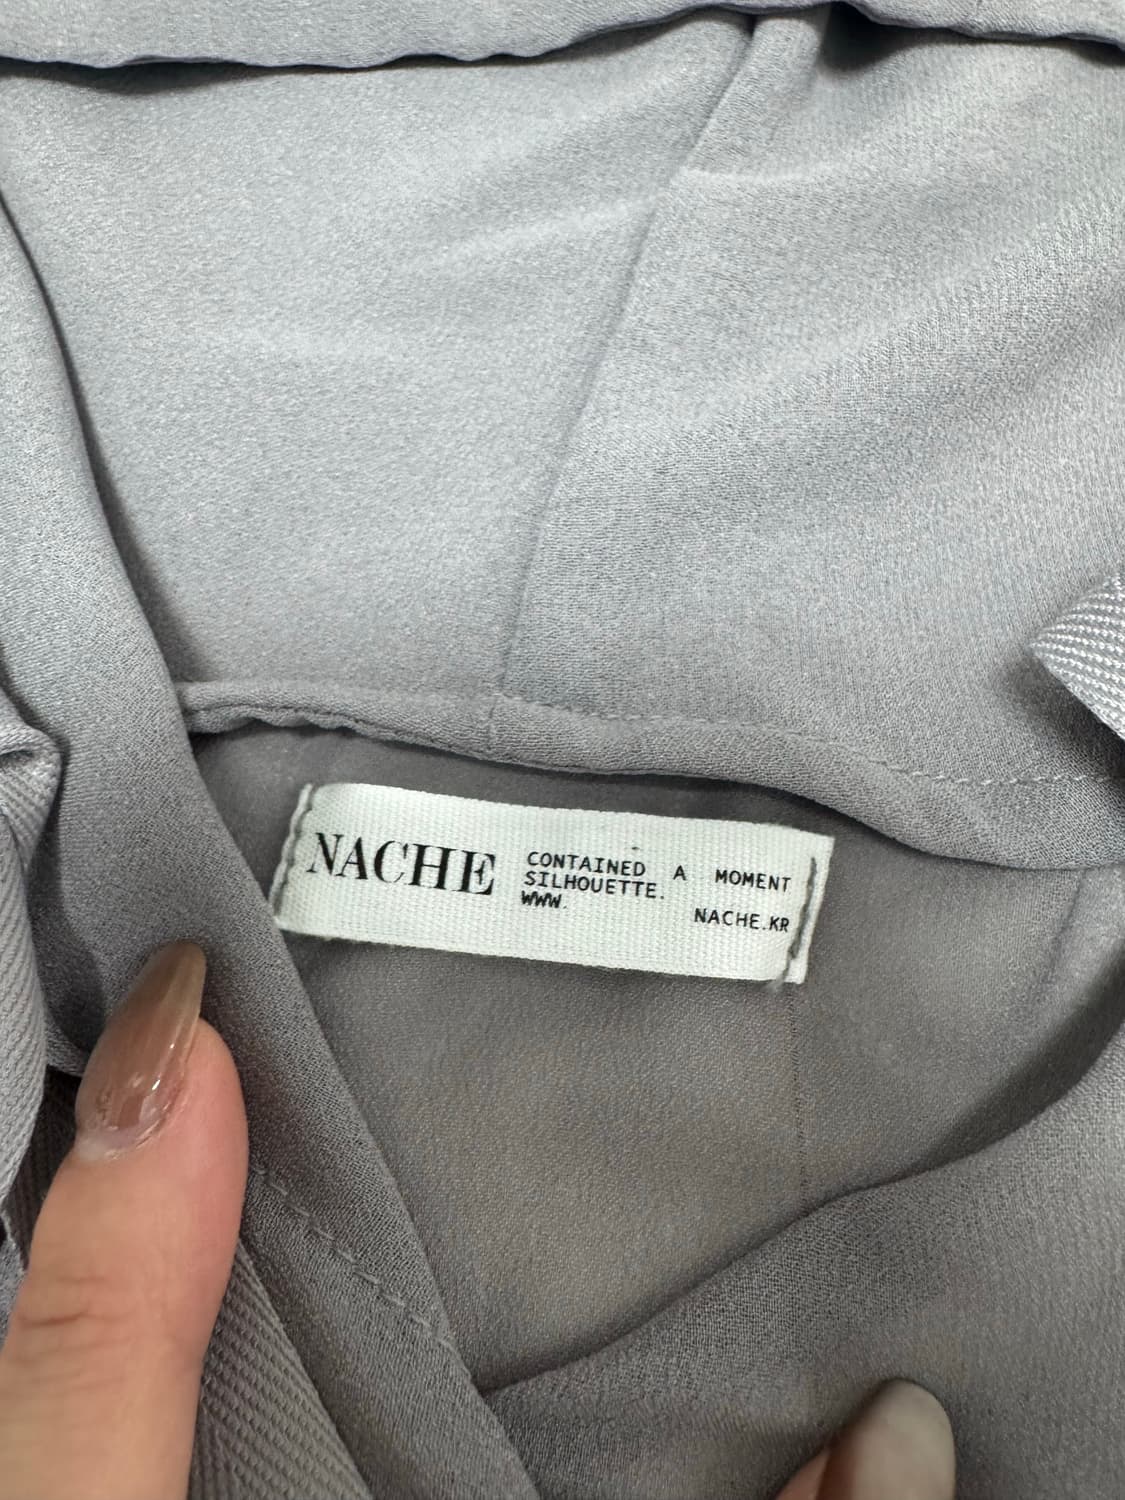 NACHE
CONTAINED A MOMENT
SILHOUETTE.
WWW. NACHE.KR